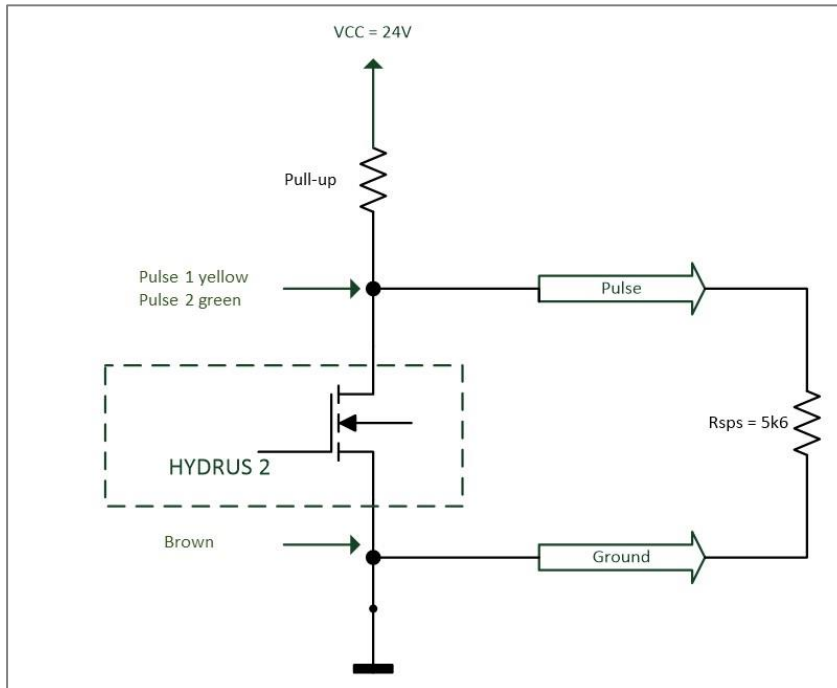 VCC = 24V
Pull-up
Pulse 1 yellow
Pulse 2 green
Pulse
Rsps = 5k6
HYDRUS 2
Brown
Ground